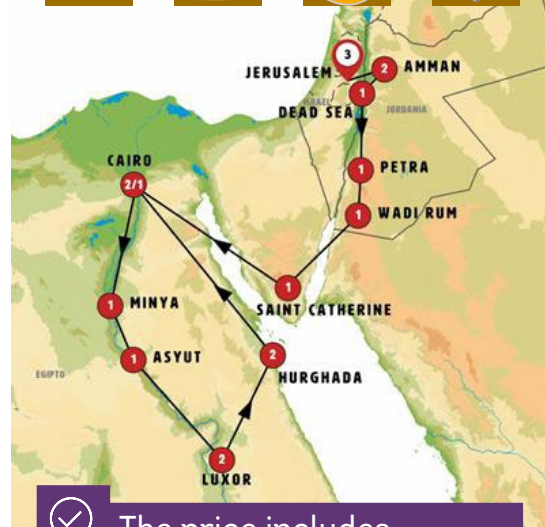 3
JERUSALEM
2
AMMAN
ISRAEL
1
DEAD SEA
JORDANIA
CAIRO
2/1
1
PETRA
1
WADI RUM
1
SAINT CATHERINE
1
MINYA
1
ASYUT
2
HURGHADA
EGIPTO
2
LUXOR
The price includes